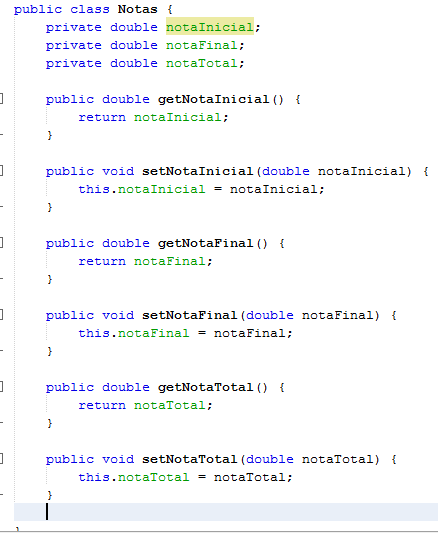 public class Notas {
private double notaInicial;
private double notaFinal;
private double notaTotal;
public double getNotaInicial() {
return notaInicial;
}
public void setNotaInicial(double notaInicial) {
this.notaInicial = notaInicial;
}
public double getNotaFinal() {
return notaFinal;
}
public void setNotaFinal(double notaFinal) {
this.notaFinal = notaFinal;
}
public double getNotaTotal() {
return notaTotal;
}
public void setNotaTotal(double notaTotal) {
this.notaTotal = notaTotal;
}
}